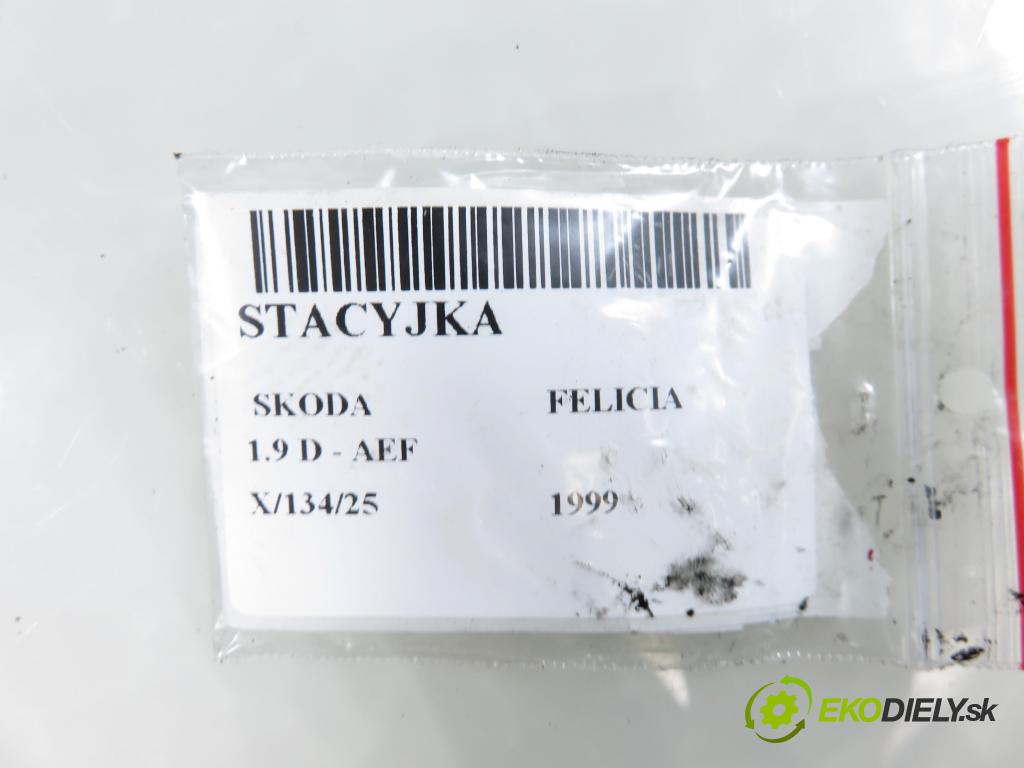 STACYJKA
SKODA FELICIA
1.9 D - AEF
X/134/25 1999
EKODIELY.sk